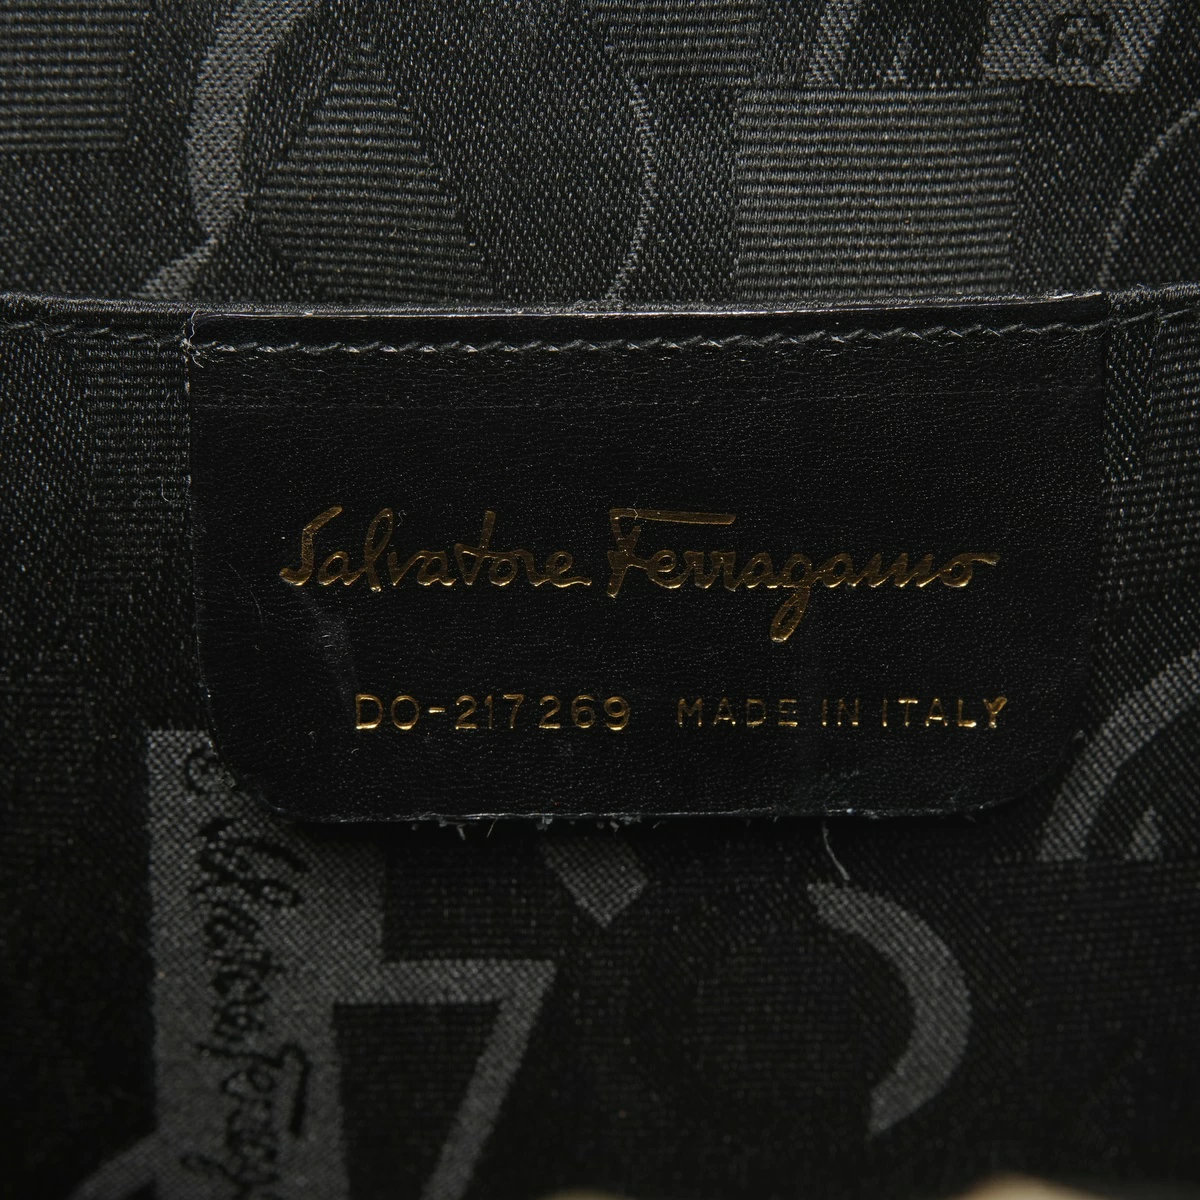 Salvatore Ferragamo
DO-217269 MADE IN ITALY